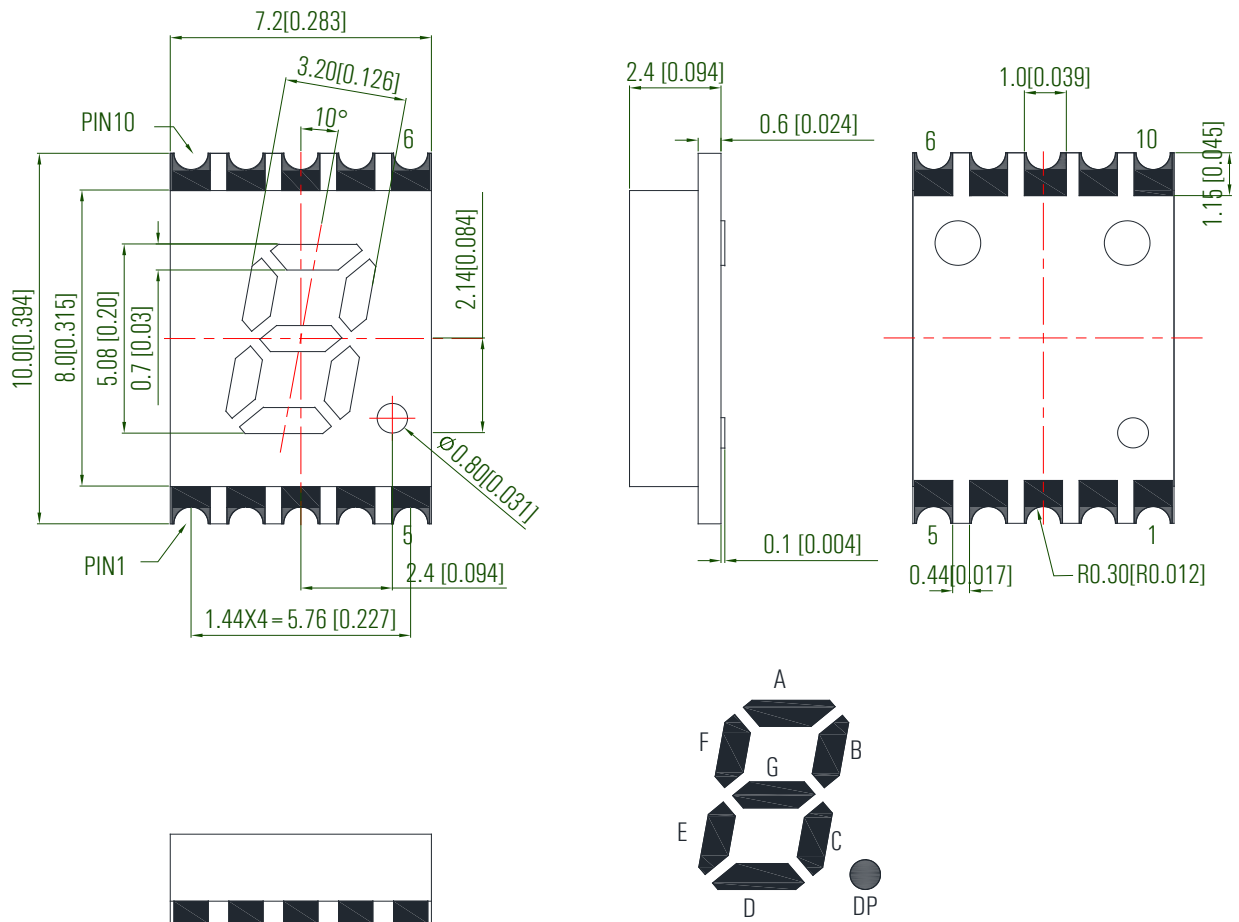 7.2[0.283]
3.20[0.126]
10°
PIN10
6
10.0[0.394]
8.0[0.315]
5.08 [0.20]
0.7 [0.03]
2.14[0.084]
Ø0.80[0.031]
PIN1
5
2.4 [0.094]
1.44X4 = 5.76 [0.227]
2.4 [0.094]
0.6 [0.024]
0.1 [0.004]
1.0[0.039]
6
10
1.15 [0.045]
5
1
0.44[0.017]
R0.30[R0.012]
A
F
B
G
E
C
D
DP